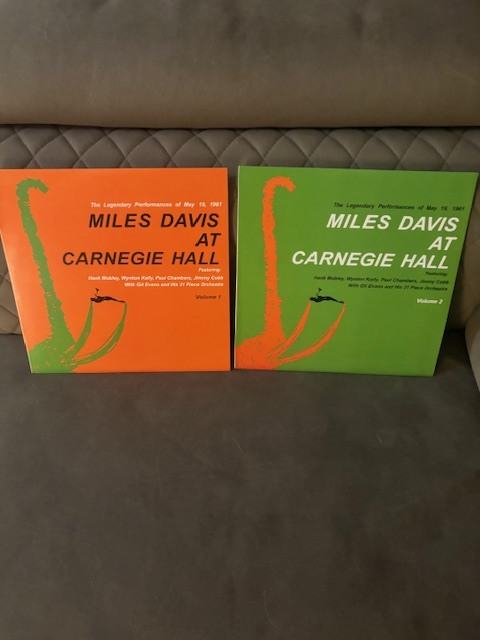 The Legendary Performances of May 19, 1961
MILES DAVIS
AT
CARNEGIE HALL
Featuring:
Hank Mobley, Wynton Kelly, Paul Chambers, Jimmy Cobb
With Gil Evans and His 21 Piece Orchestra
Volume 1
The Legendary Performances of May 19, 1961
MILES DAVIS
AT
CARNEGIE HALL
Featuring:
Hank Mobley, Wynton Kelly, Paul Chambers, Jimmy Cobb
With Gil Evans and His 21 Piece Orchestra
Volume 2